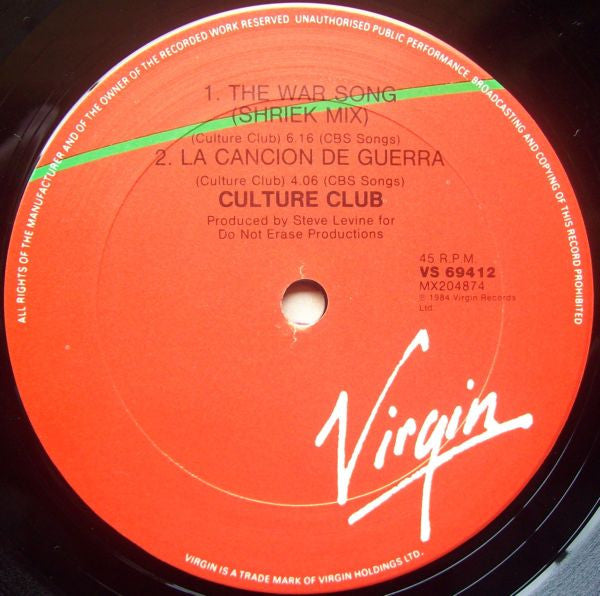 ALL RIGHTS OF THE MANUFACTURER AND OF THE OWNER OF THE RECORDED WORK RESERVED  UNAUTHORISED PUBLIC PERFORMANCE, BROADCASTING AND COPYING OF THIS RECORD PROHIBITED
1. THE WAR SONG
(SHRIEK MIX)
(Culture Club) 6.16 (CBS Songs)
2. LA CANCION DE GUERRA
(Culture Club) 4.06 (CBS Songs)
CULTURE CLUB
Produced by Steve Levine for
Do Not Erase Productions
45 R.P.M.
VS 69412
MX204874
℗ 1984 Virgin Records
Ltd.
Virgin
VIRGIN IS A TRADE MARK OF VIRGIN HOLDINGS LTD.